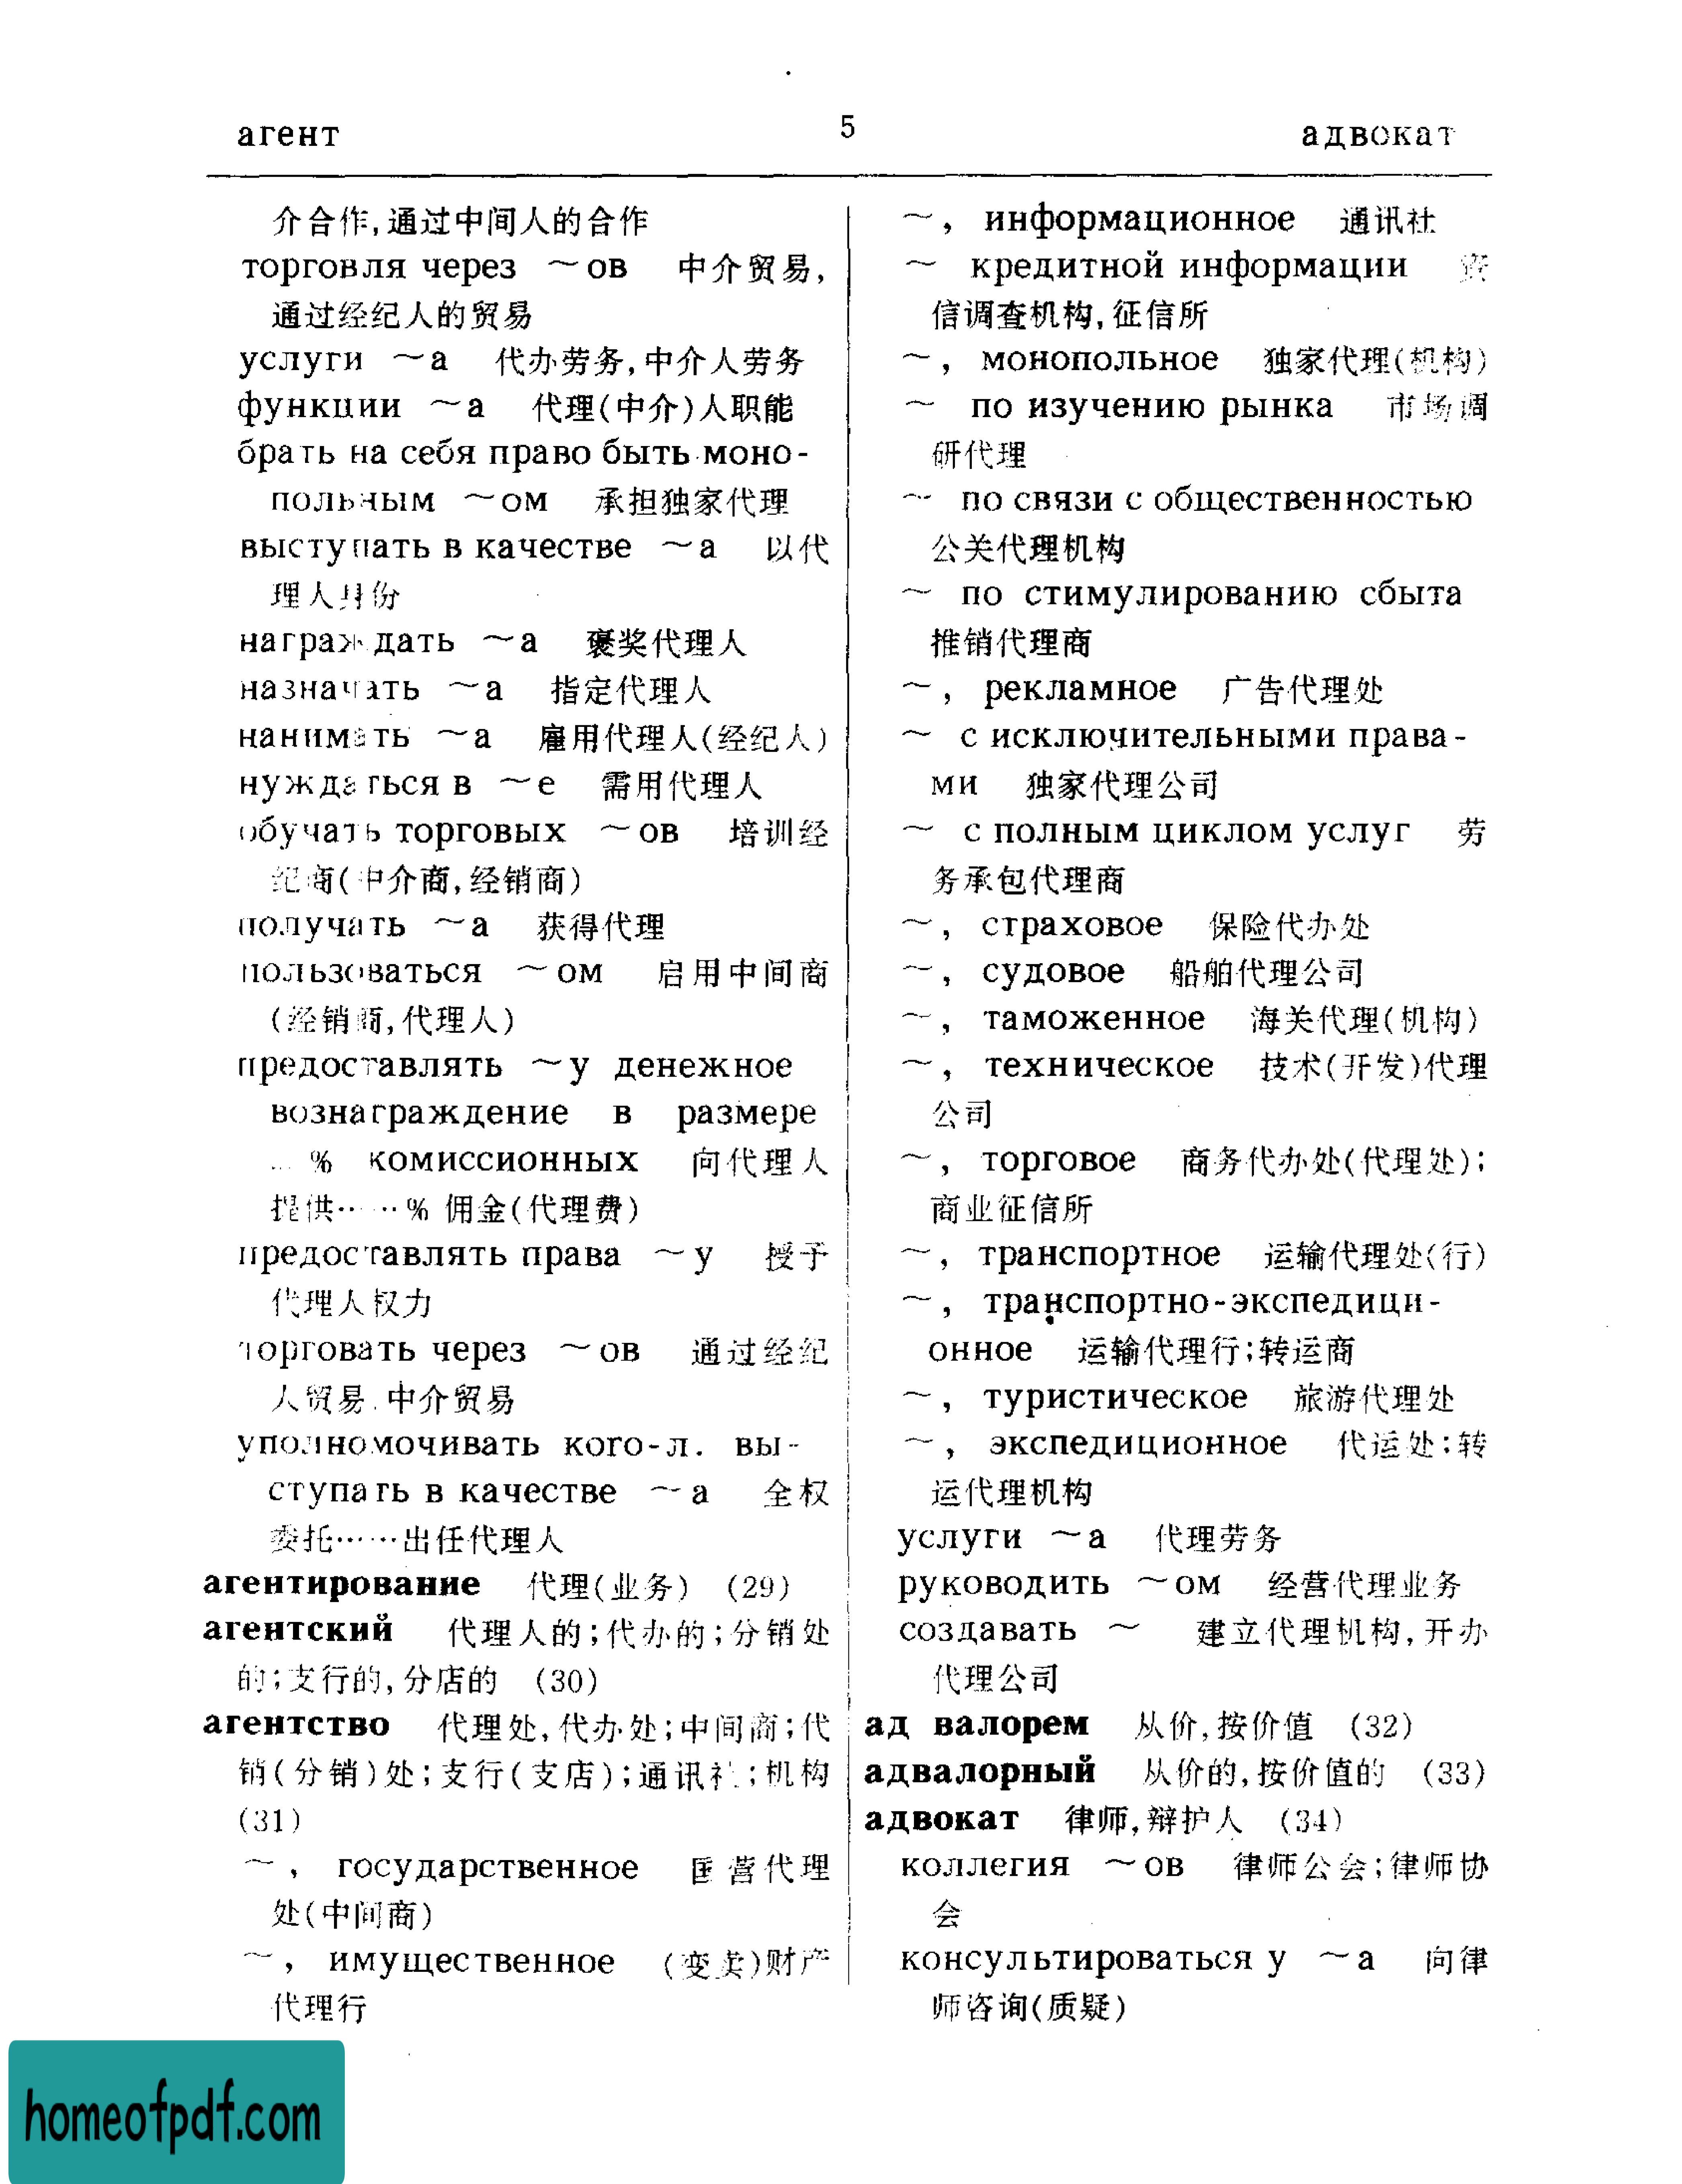 агент 5 адвокат
介合作,通过中间人的合作
торговля через ～ов 中介贸易,
通过经纪人的贸易
услуги ～а 代办劳务,中介人劳务
функции ～а 代理(中介)人职能
брать на себя право быть моно-
польным ～ом 承担独家代理
выступать в качестве ～а 以代
理人身份
награждать ～а 褒奖代理人
назначать ～а 指定代理人
нанимать ～а 雇用代理人(经纪人)
нуждаться в ～е 需用代理人
обучать торговых ～ов 培训经
纪商(中介商,经销商)
получать ～а 获得代理
пользоваться ～ом 启用中间商
(经销商,代理人)
предоставлять ～у денежное
вознаграждение в размере
… % комиссионных 向代理人
提供……% 佣金(代理费)
предоставлять права ～у 授予
代理人权力
торговать через ～ов 通过经纪
人贸易,中介贸易
уполномочивать кого-л. вы-
ступать в качестве ～а 全权
委托……出任代理人
агентирование 代理(业务) (29)
агентский 代理人的;代办的;分销处
的;支行的,分店的 (30)
агентство 代理处,代办处;中间商;代
销(分销)处;支行(支店);通讯社;机构
(31)
～, государственное 国营代理
处(中间商)
～, имущественное (变卖)财产
代理行
～, информационное 通讯社
～ кредитной информации 资
信调查机构,征信所
～, монопольное 独家代理(机构)
～ по изучению рынка 市场调
研代理
～ по связи с общественностью
公关代理机构
～ по стимулированию сбыта
推销代理商
～, рекламное 广告代理处
～ с исключительными права-
ми 独家代理公司
～ с полным циклом услуг 劳
务承包代理商
～, страховое 保险代办处
～, судовое 船舶代理公司
～, таможенное 海关代理(机构)
～, техническое 技术(开发)代理
公司
～, торговое 商务代办处(代理处);
商业征信所
～, транспортное 运输代理处(行)
～, транспортно-экспедици-
онное 运输代理行;转运商
～, туристическое 旅游代理处
～, экспедиционное 代运处;转
运代理机构
услуги ～а 代理劳务
руководить ～ом 经营代理业务
создавать ～ 建立代理机构,开办
代理公司
ад валорем 从价,按价值 (32)
адвалорный 从价的,按价值的 (33)
адвокат 律师,辩护人 (34)
коллегия ～ов 律师公会;律师协
会
консультироваться у ～а 向律
师咨询(质疑)
homeofpdf.com